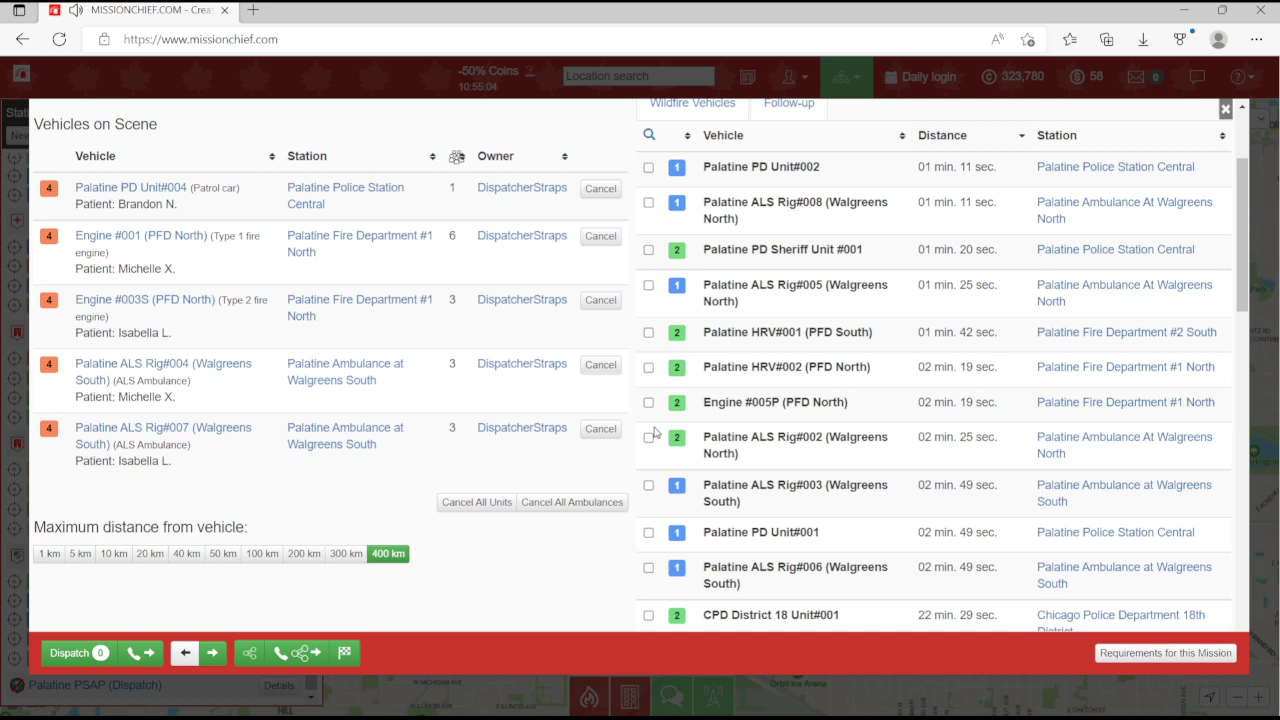 MISSIONCHIEF.COM - Crea
https://www.missionchief.com
-50% Coins
10:55:04
Location search
Daily login
323,780
58
0
Stati
New
Vehicles on Scene
Vehicle Station Owner
4 Palatine PD Unit#004 (Patrol car) Palatine Police Station 1 DispatcherStraps Cancel
Patient: Brandon N. Central
4 Engine #001 (PFD North) (Type 1 fire Palatine Fire Department #1 6 DispatcherStraps Cancel
engine) North
Patient: Michelle X.
4 Engine #003S (PFD North) (Type 2 fire Palatine Fire Department #1 3 DispatcherStraps Cancel
engine) North
Patient: Isabella L.
4 Palatine ALS Rig#004 (Walgreens Palatine Ambulance at 3 DispatcherStraps Cancel
South) (ALS Ambulance) Walgreens South
Patient: Michelle X.
4 Palatine ALS Rig#007 (Walgreens Palatine Ambulance at 3 DispatcherStraps Cancel
South) (ALS Ambulance) Walgreens South
Patient: Isabella L.
Cancel All Units Cancel All Ambulances
Maximum distance from vehicle:
1 km 5 km 10 km 20 km 40 km 50 km 100 km 200 km 300 km 400 km
Wildfire Vehicles Follow-up
Vehicle Distance Station
1 Palatine PD Unit#002 01 min. 11 sec. Palatine Police Station Central
1 Palatine ALS Rig#008 (Walgreens 01 min. 11 sec. Palatine Ambulance At Walgreens
North) North
2 Palatine PD Sheriff Unit #001 01 min. 20 sec. Palatine Police Station Central
1 Palatine ALS Rig#005 (Walgreens 01 min. 25 sec. Palatine Ambulance At Walgreens
North) North
2 Palatine HRV#001 (PFD South) 01 min. 42 sec. Palatine Fire Department #2 South
2 Palatine HRV#002 (PFD North) 02 min. 19 sec. Palatine Fire Department #1 North
2 Engine #005P (PFD North) 02 min. 19 sec. Palatine Fire Department #1 North
2 Palatine ALS Rig#002 (Walgreens 02 min. 25 sec. Palatine Ambulance At Walgreens
North) North
1 Palatine ALS Rig#003 (Walgreens 02 min. 49 sec. Palatine Ambulance at Walgreens
South) South
1 Palatine PD Unit#001 02 min. 49 sec. Palatine Police Station Central
1 Palatine ALS Rig#006 (Walgreens 02 min. 49 sec. Palatine Ambulance at Walgreens
South) South
2 CPD District 18 Unit#001 22 min. 29 sec. Chicago Police Department 18th
District
Dispatch 0
Requirements for this Mission
Palatine PSAP (Dispatch) Details
Orbit Ice Arena
HILL